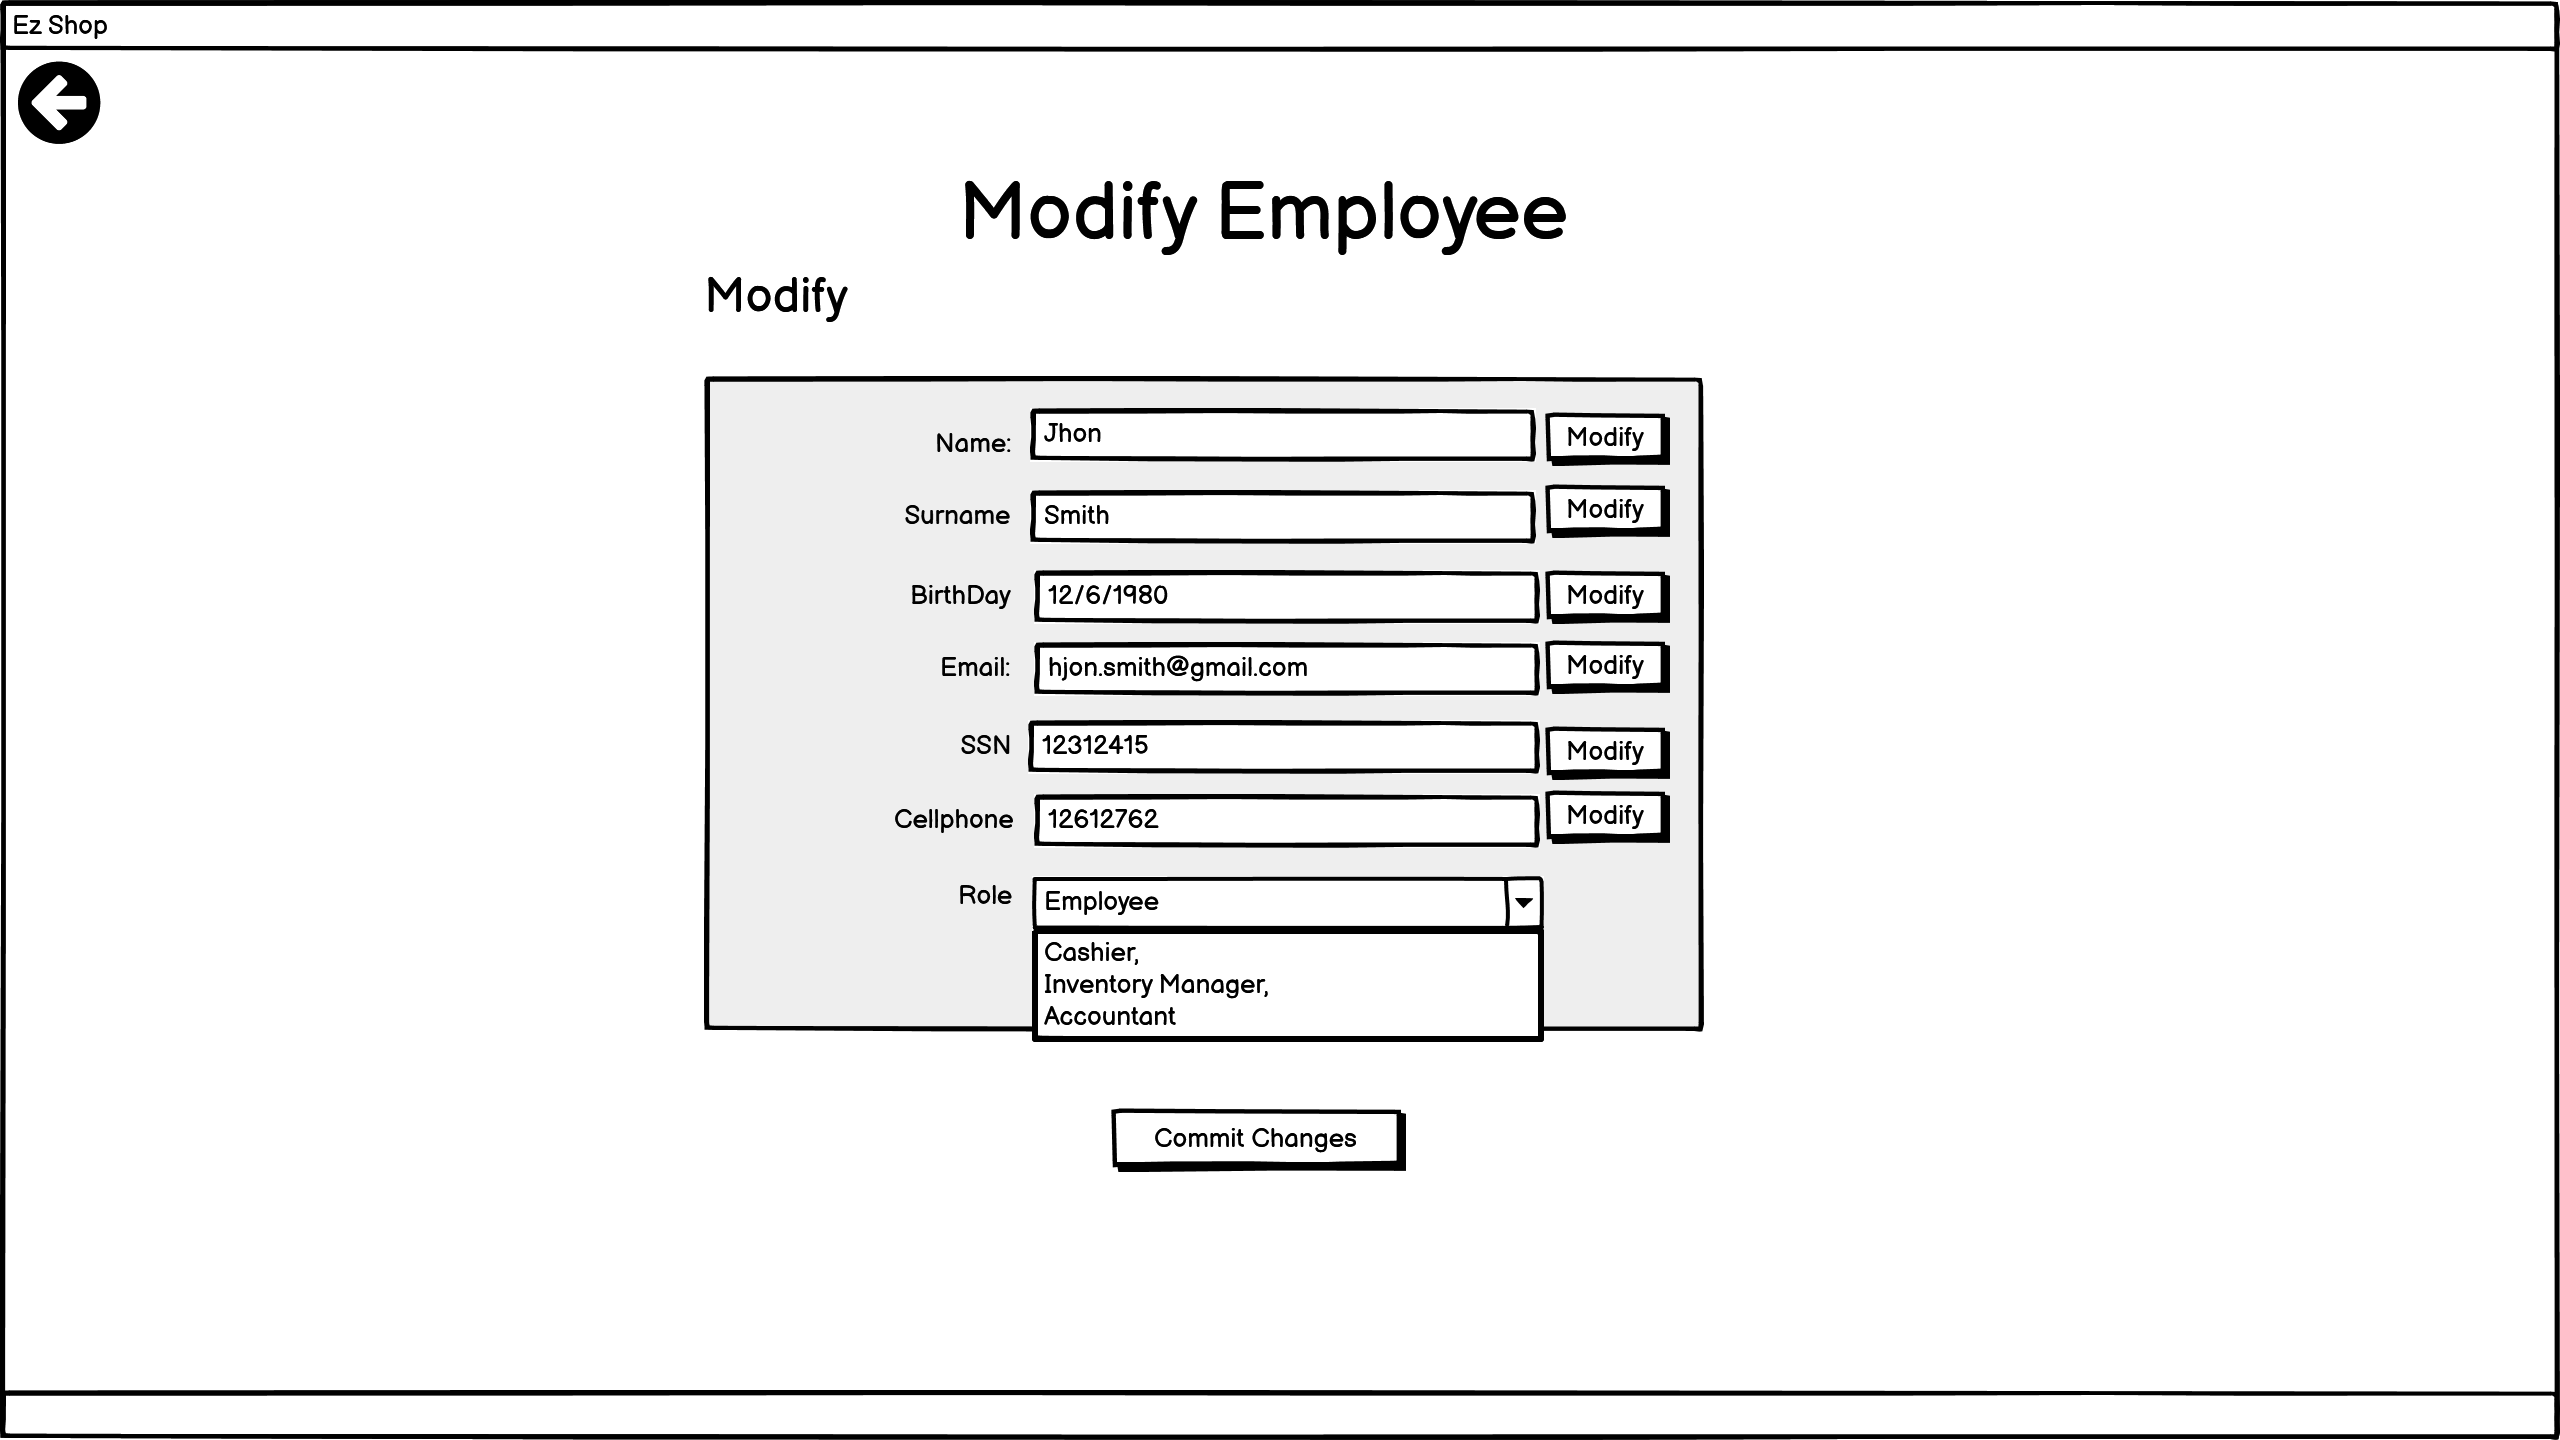 Ez Shop
Modify Employee
Modify
Name: Jhon Modify
Surname Smith Modify
BirthDay 12/6/1980 Modify
Email: hjon.smith@gmail.com Modify
SSN 12312415 Modify
Cellphone 12612762 Modify
Role Employee
Cashier,
Inventory Manager,
Accountant
Commit Changes